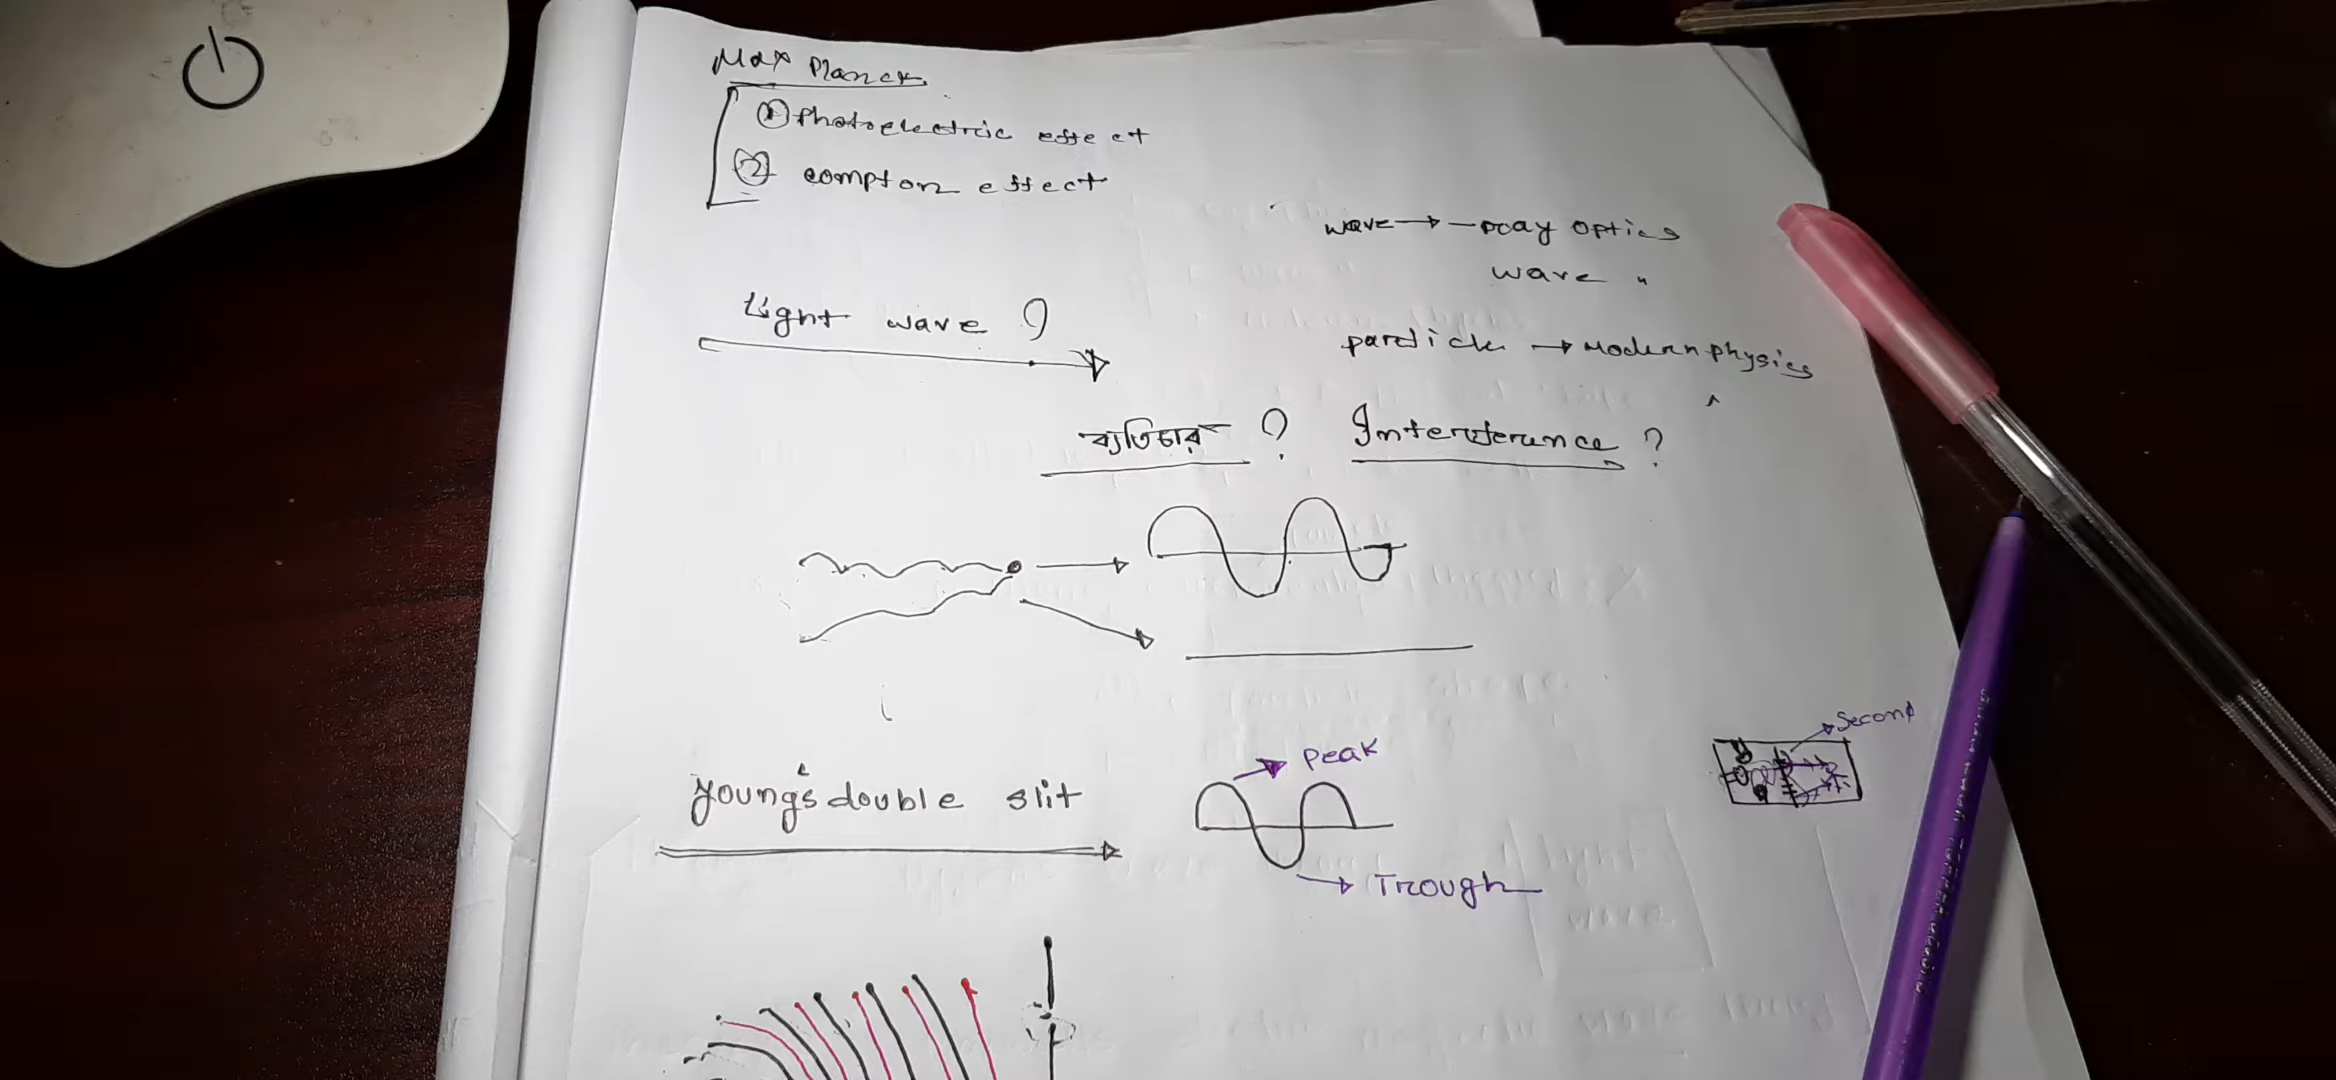 Max Planck
① Photoelectric effect
② compton effect
wave → ray optics
wave "
Light wave ?
particle → Modern physics
ব্যতিচার ? Interference ?
Second
Peak
Young's double slit
Trough